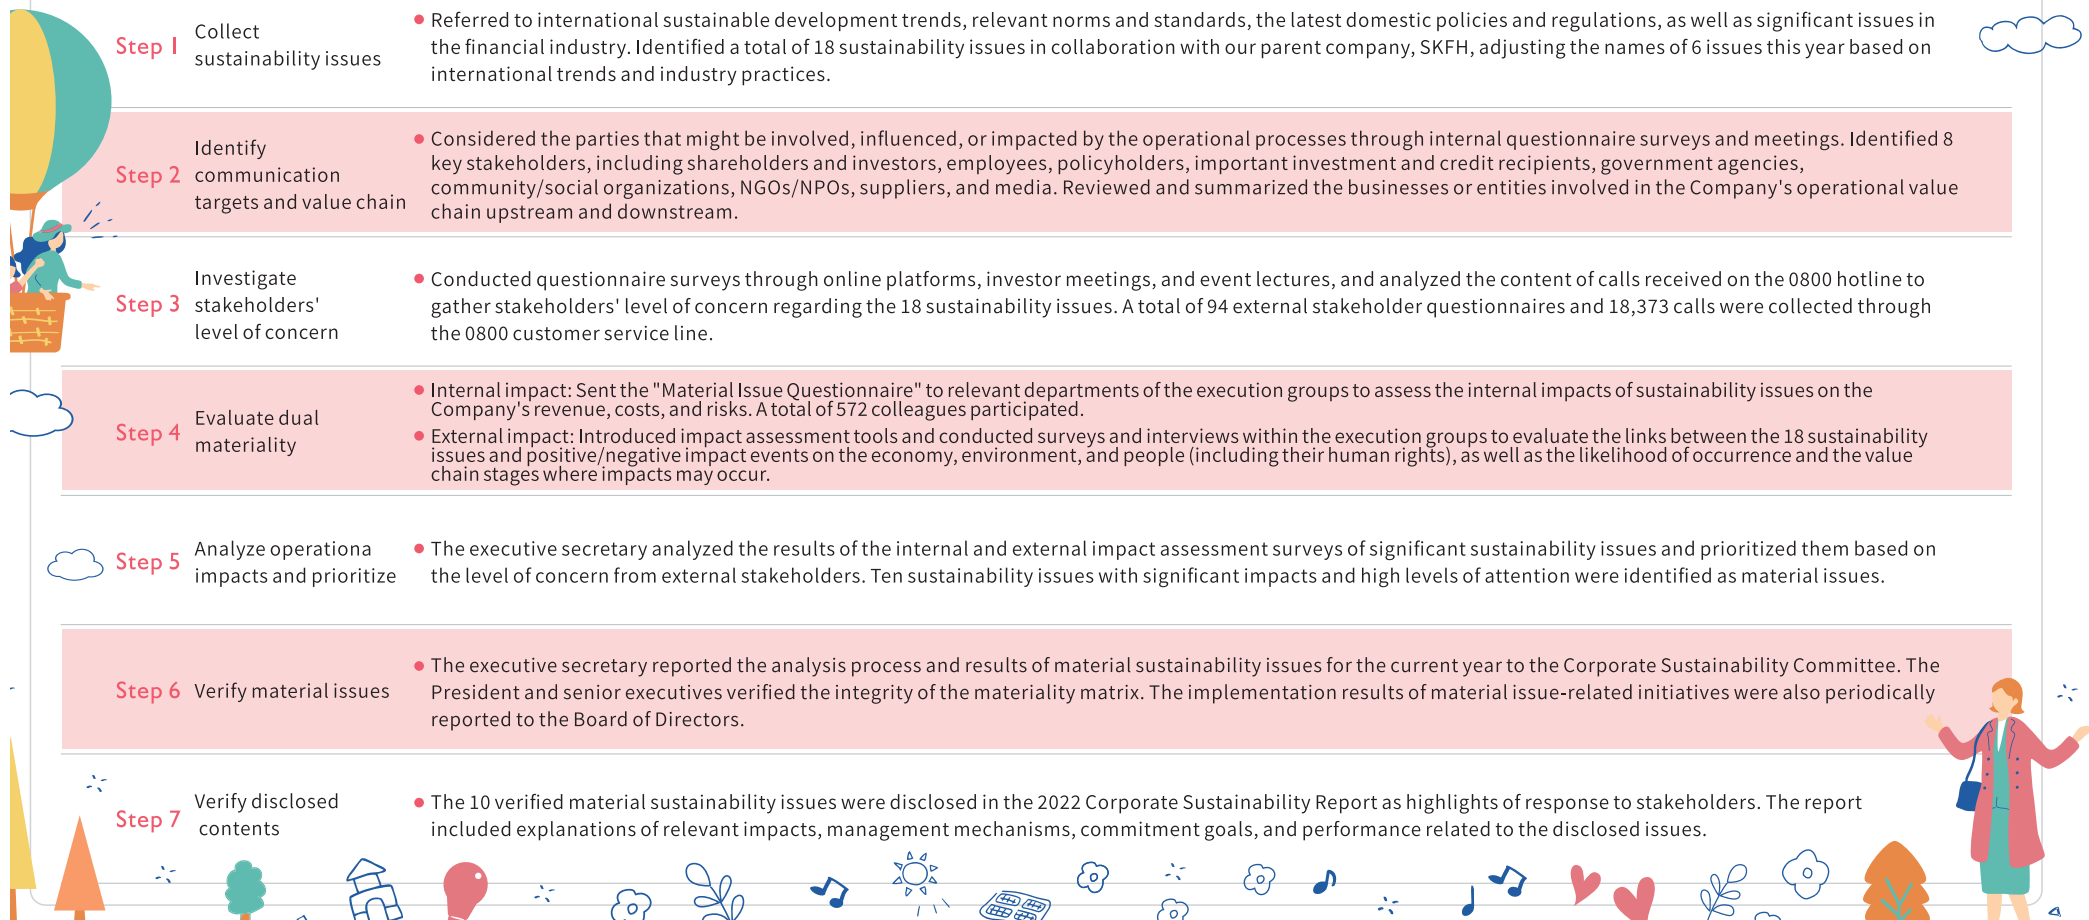 Step 1
Collect
sustainability issues
● Referred to international sustainable development trends, relevant norms and standards, the latest domestic policies and regulations, as well as significant issues in
the financial industry. Identified a total of 18 sustainability issues in collaboration with our parent company, SKFH, adjusting the names of 6 issues this year based on
international trends and industry practices.
Step 2
Identify
communication
targets and value chain
● Considered the parties that might be involved, influenced, or impacted by the operational processes through internal questionnaire surveys and meetings. Identified 8
key stakeholders, including shareholders and investors, employees, policyholders, important investment and credit recipients, government agencies,
community/social organizations, NGOs/NPOs, suppliers, and media. Reviewed and summarized the businesses or entities involved in the Company's operational value
chain upstream and downstream.
Step 3
Investigate
stakeholders'
level of concern
● Conducted questionnaire surveys through online platforms, investor meetings, and event lectures, and analyzed the content of calls received on the 0800 hotline to
gather stakeholders' level of concern regarding the 18 sustainability issues. A total of 94 external stakeholder questionnaires and 18,373 calls were collected through
the 0800 customer service line.
Step 4
Evaluate dual
materiality
● Internal impact: Sent the "Material Issue Questionnaire" to relevant departments of the execution groups to assess the internal impacts of sustainability issues on the
Company's revenue, costs, and risks. A total of 572 colleagues participated.
● External impact: Introduced impact assessment tools and conducted surveys and interviews within the execution groups to evaluate the links between the 18 sustainability
issues and positive/negative impact events on the economy, environment, and people (including their human rights), as well as the likelihood of occurrence and the value
chain stages where impacts may occur.
Step 5
Analyze operationa
impacts and prioritize
● The executive secretary analyzed the results of the internal and external impact assessment surveys of significant sustainability issues and prioritized them based on
the level of concern from external stakeholders. Ten sustainability issues with significant impacts and high levels of attention were identified as material issues.
Step 6
Verify material issues
● The executive secretary reported the analysis process and results of material sustainability issues for the current year to the Corporate Sustainability Committee. The
President and senior executives verified the integrity of the materiality matrix. The implementation results of material issue-related initiatives were also periodically
reported to the Board of Directors.
Step 7
Verify disclosed
contents
● The 10 verified material sustainability issues were disclosed in the 2022 Corporate Sustainability Report as highlights of response to stakeholders. The report
included explanations of relevant impacts, management mechanisms, commitment goals, and performance related to the disclosed issues.